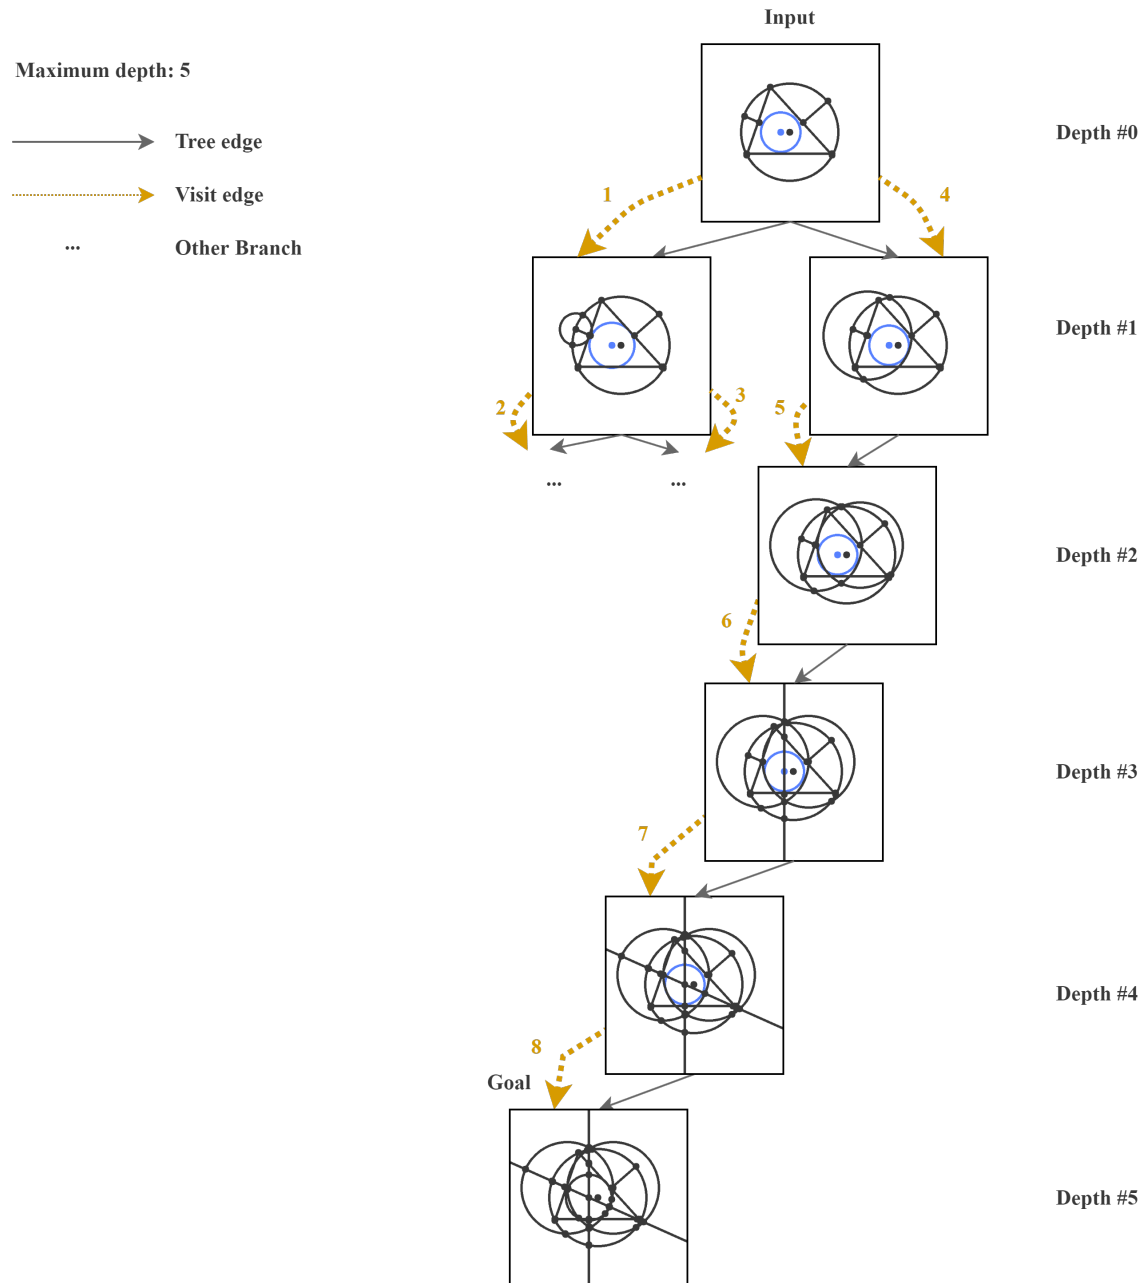 Input
Maximum depth: 5
Tree edge
Visit edge
... Other Branch
Depth #0
1
4
Depth #1
2
3
5
... ...
Depth #2
6
Depth #3
7
Depth #4
8
Goal
Depth #5